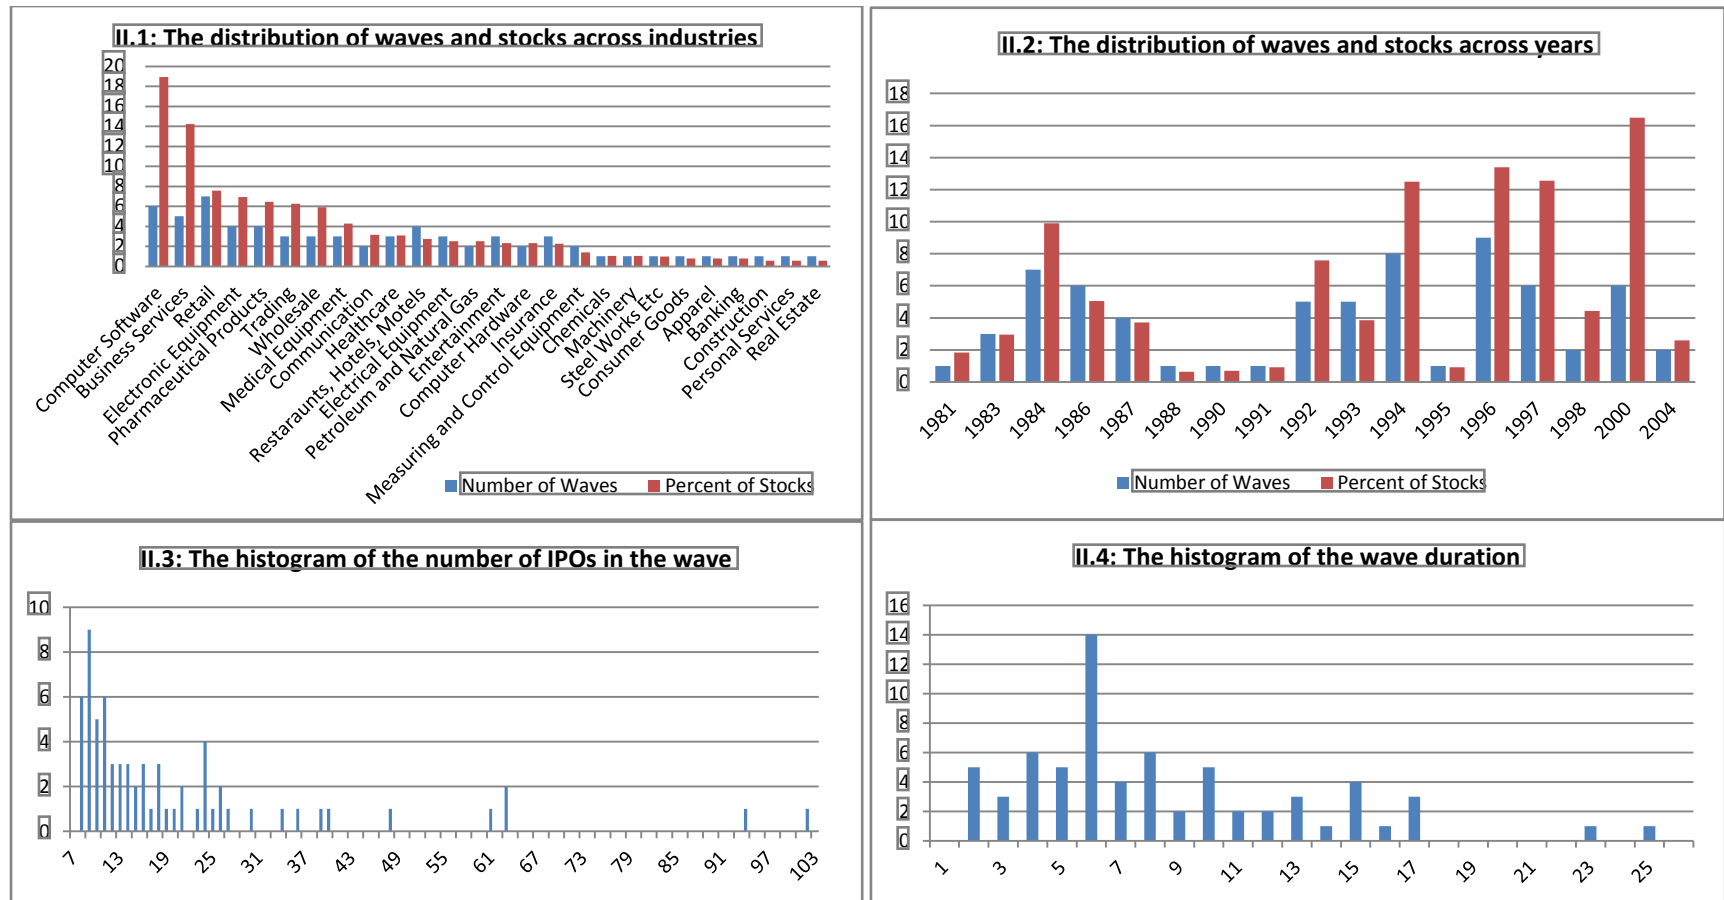 II.1: The distribution of waves and stocks across industries
20
18
16
14
12
10
8
6
4
2
0
Computer Software
Business Services
Retail
Electronic Equipment
Pharmaceutical Products
Trading
Wholesale
Medical Equipment
Communication
Healthcare
Restaraunts, Hotels, Motels
Electrical Equipment
Petroleum and Natural Gas
Entertainment
Computer Hardware
Insurance
Measuring and Control Equipment
Chemicals
Machinery
Steel Works Etc
Consumer Goods
Apparel
Banking
Construction
Personal Services
Real Estate
Number of Waves Percent of Stocks
II.2: The distribution of waves and stocks across years
18
16
14
12
10
8
6
4
2
0
1981 1983 1984 1986 1987 1988 1990 1991 1992 1993 1994 1995 1996 1997 1998 2000 2004
Number of Waves Percent of Stocks
II.3: The histogram of the number of IPOs in the wave
10
8
6
4
2
0
7 13 19 25 31 37 43 49 55 61 67 73 79 85 91 97 103
II.4: The histogram of the wave duration
16
14
12
10
8
6
4
2
0
1 3 5 7 9 11 13 15 17 19 21 23 25